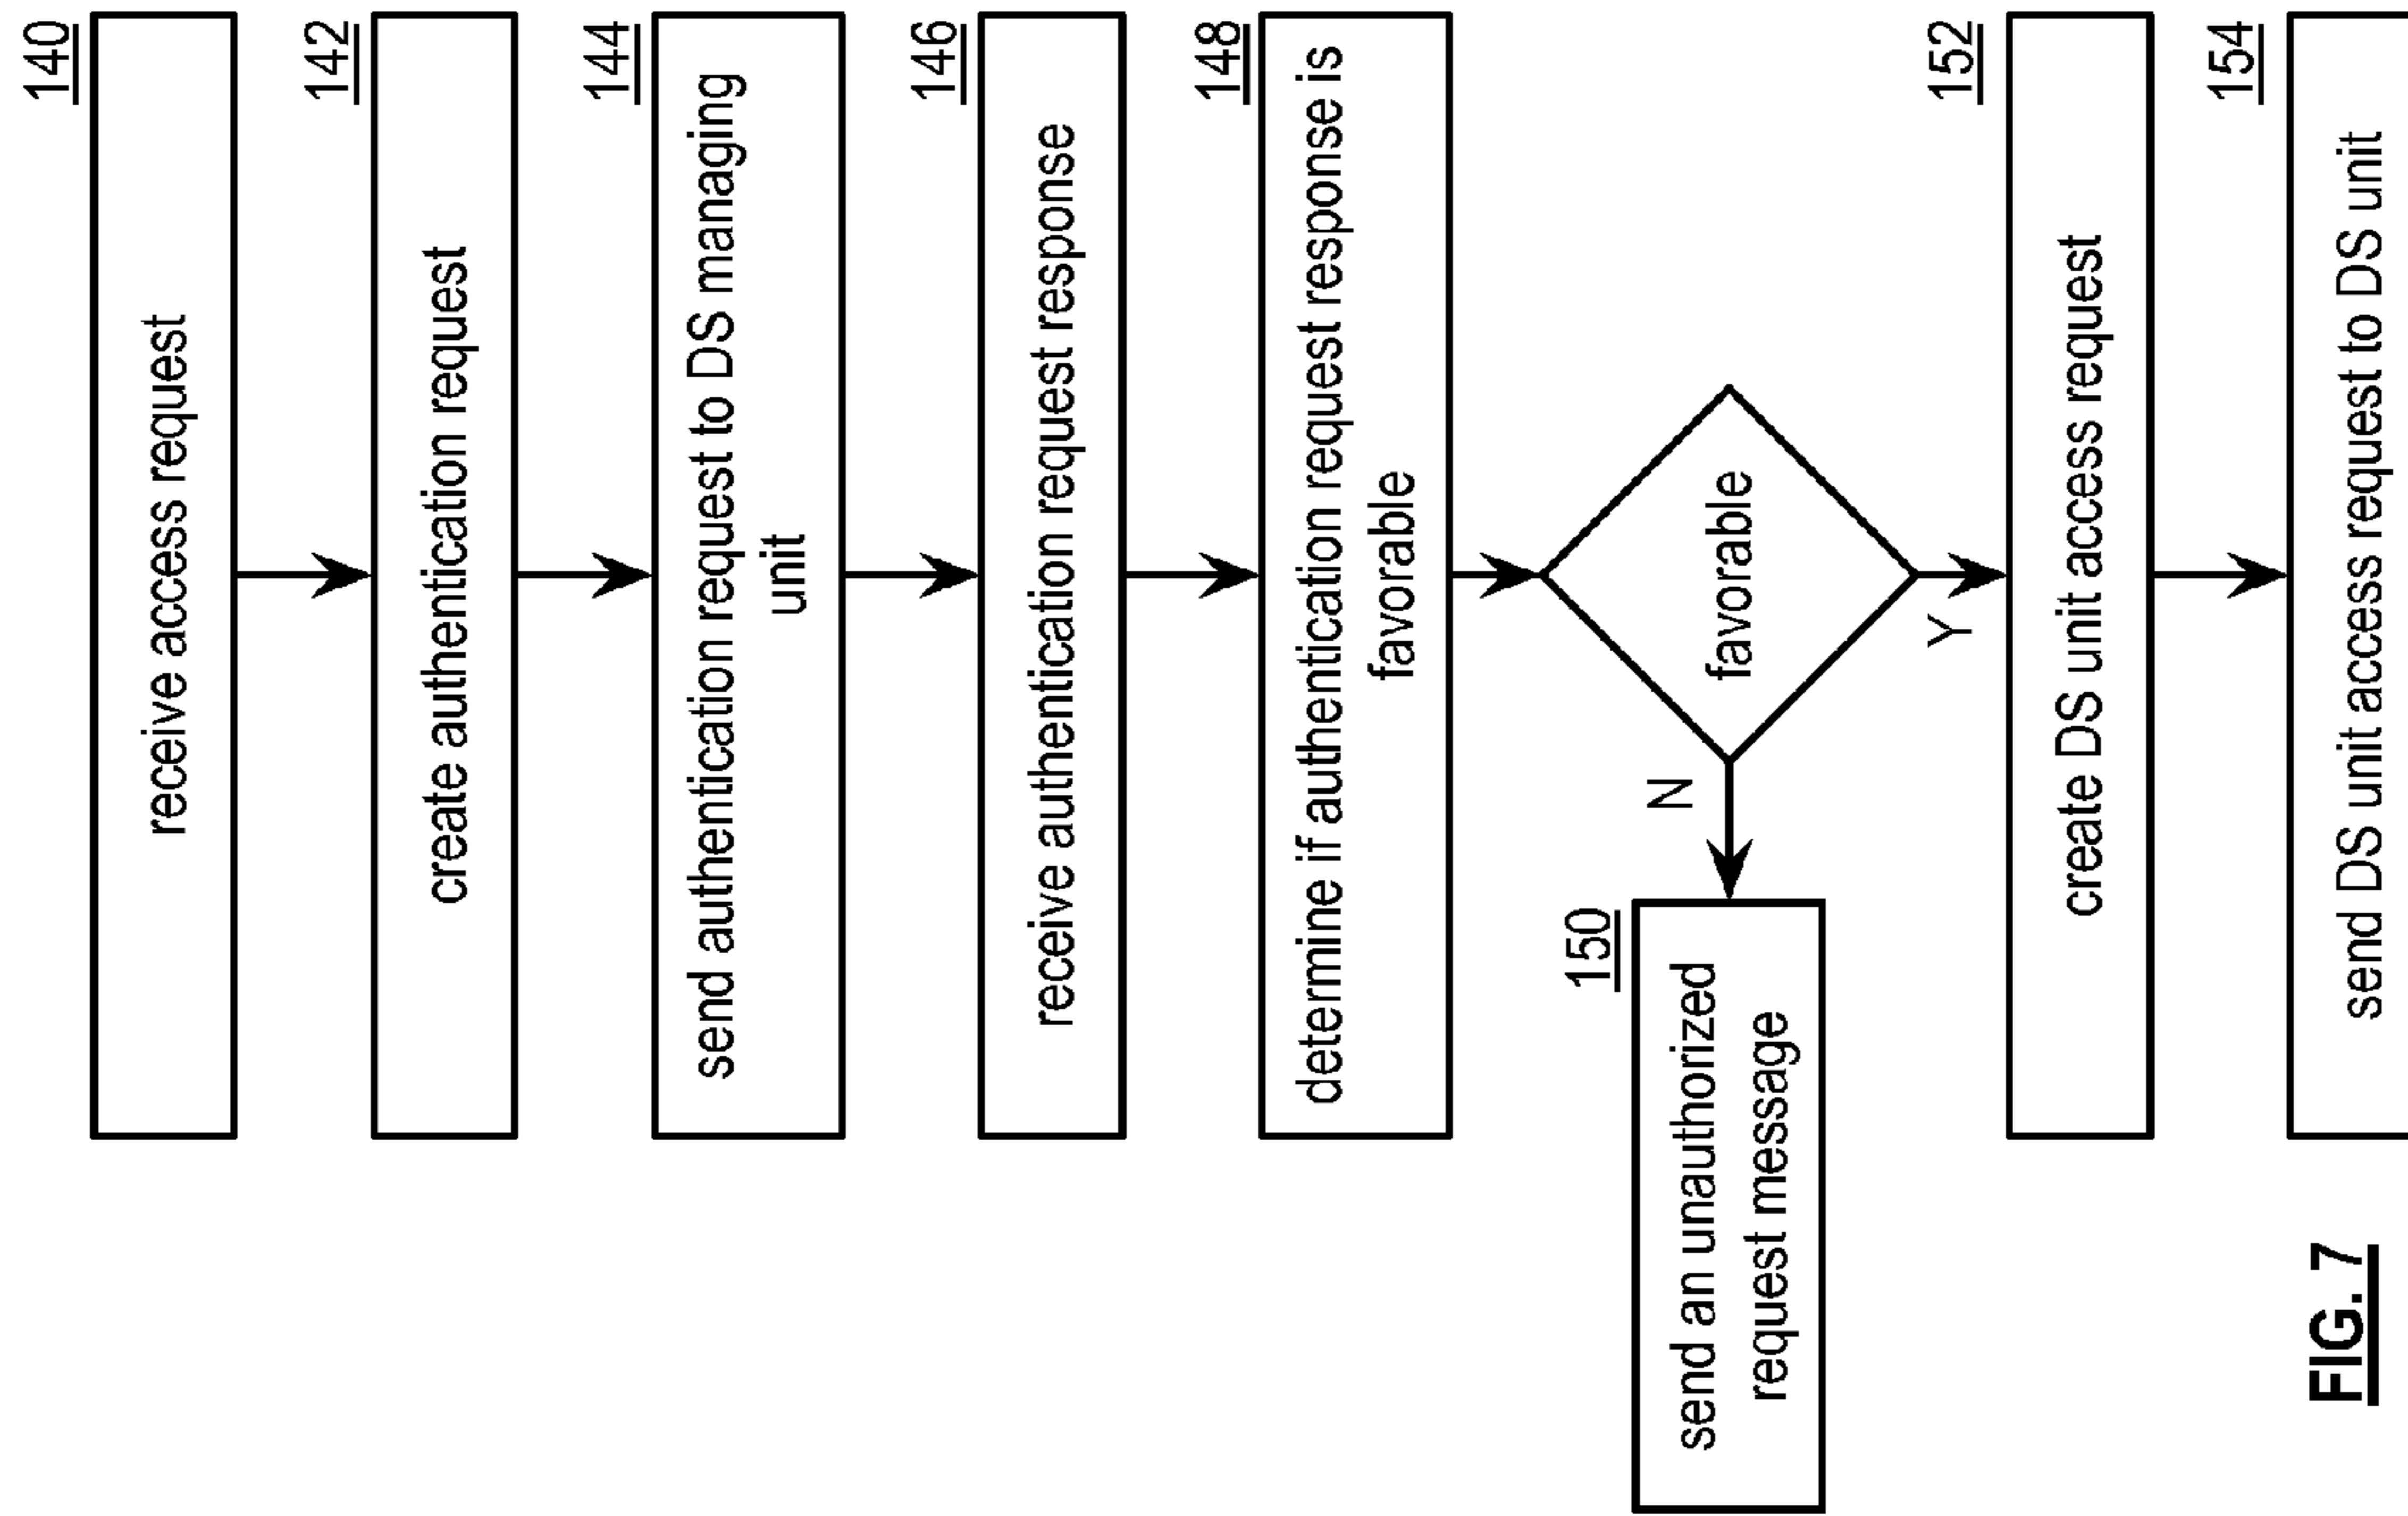 140
receive access request
142
create authentication request
144
send authentication request to DS managing
unit
146
receive authentication request response
148
determine if authentication request response is
favorable
favorable
N
Y
150
send an unauthorized
request message
152
create DS unit access request
154
send DS unit access request to DS unit
FIG. 7